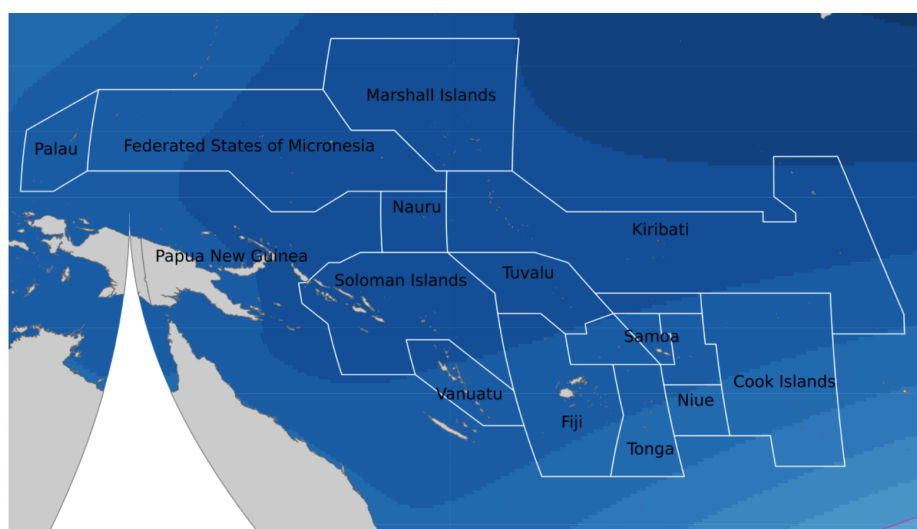 Marshall Islands
Palau
Federated States of Micronesia
Nauru
Kiribati
Papua New Guinea
Soloman Islands
Tuvalu
Samoa
Vanuatu
Fiji
Niue
Cook Islands
Tonga